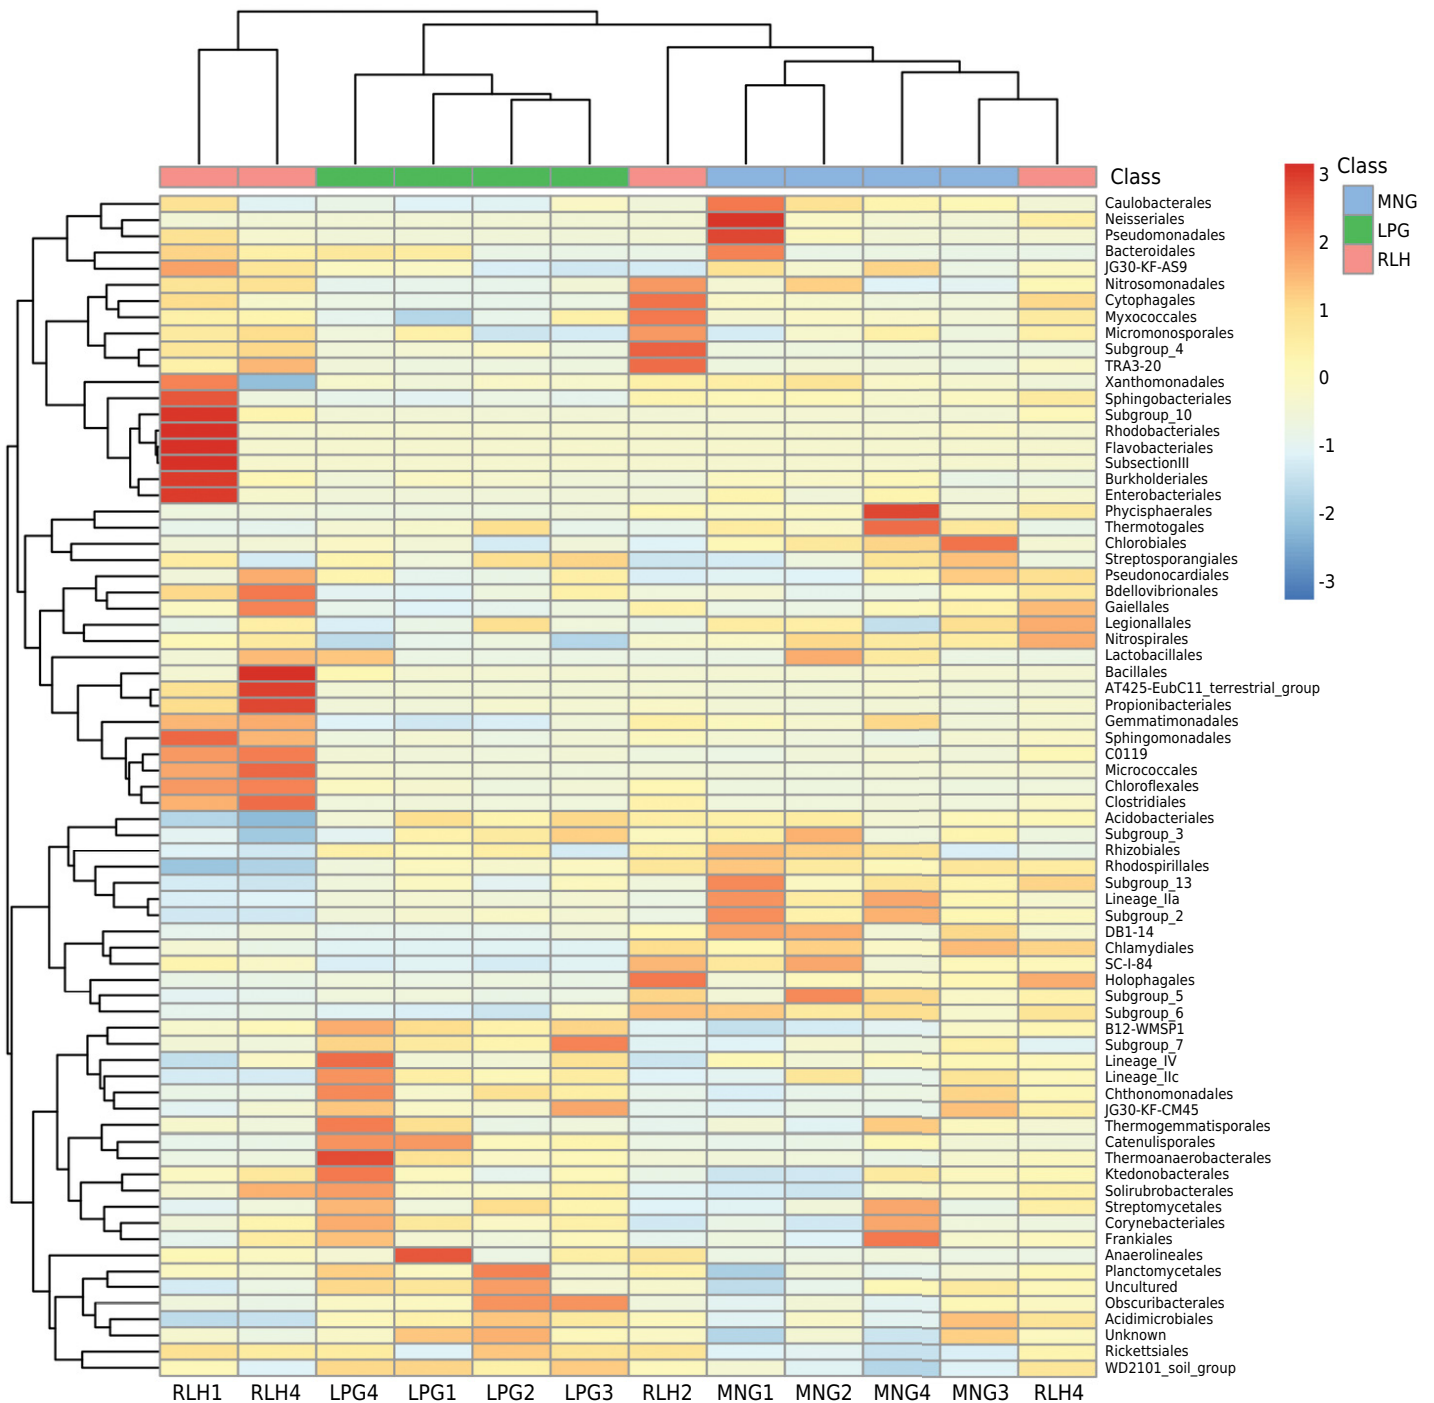 Class
Caulobacterales
Neisseriales
Pseudomonadales
Bacteroidales
JG30-KF-AS9
Nitrosomonadales
Cytophagales
Myxococcales
Micromonosporales
Subgroup_4
TRA3-20
Xanthomonadales
Sphingobacteriales
Subgroup_10
Rhodobacteriales
Flavobacteriales
SubsectionIII
Burkholderiales
Enterobacteriales
Phycisphaerales
Thermotogales
Chlorobiales
Streptosporangiales
Pseudonocardiales
Bdellovibrionales
Gaiellales
Legionallales
Nitrospirales
Lactobacillales
Bacillales
AT425-EubC11_terrestrial_group
Propionibacteriales
Gemmatimonadales
Sphingomonadales
C0119
Micrococcales
Chloroflexales
Clostridiales
Acidobacteriales
Subgroup_3
Rhizobiales
Rhodospirillales
Subgroup_13
Lineage_IIa
Subgroup_2
DB1-14
Chlamydiales
SC-I-84
Holophagales
Subgroup_5
Subgroup_6
B12-WMSP1
Subgroup_7
Lineage_IV
Lineage_IIc
Chthonomonadales
JG30-KF-CM45
Thermogemmatisporales
Catenulisporales
Thermoanaerobacterales
Ktedonobacterales
Solirubrobacterales
Streptomycetales
Corynebacteriales
Frankiales
Anaerolineales
Planctomycetales
Uncultured
Obscuribacterales
Acidimicrobiales
Unknown
Rickettsiales
WD2101_soil_group
RLH1 RLH4 LPG4 LPG1 LPG2 LPG3 RLH2 MNG1 MNG2 MNG4 MNG3 RLH4
3
2
1
0
-1
-2
-3
Class
MNG
LPG
RLH